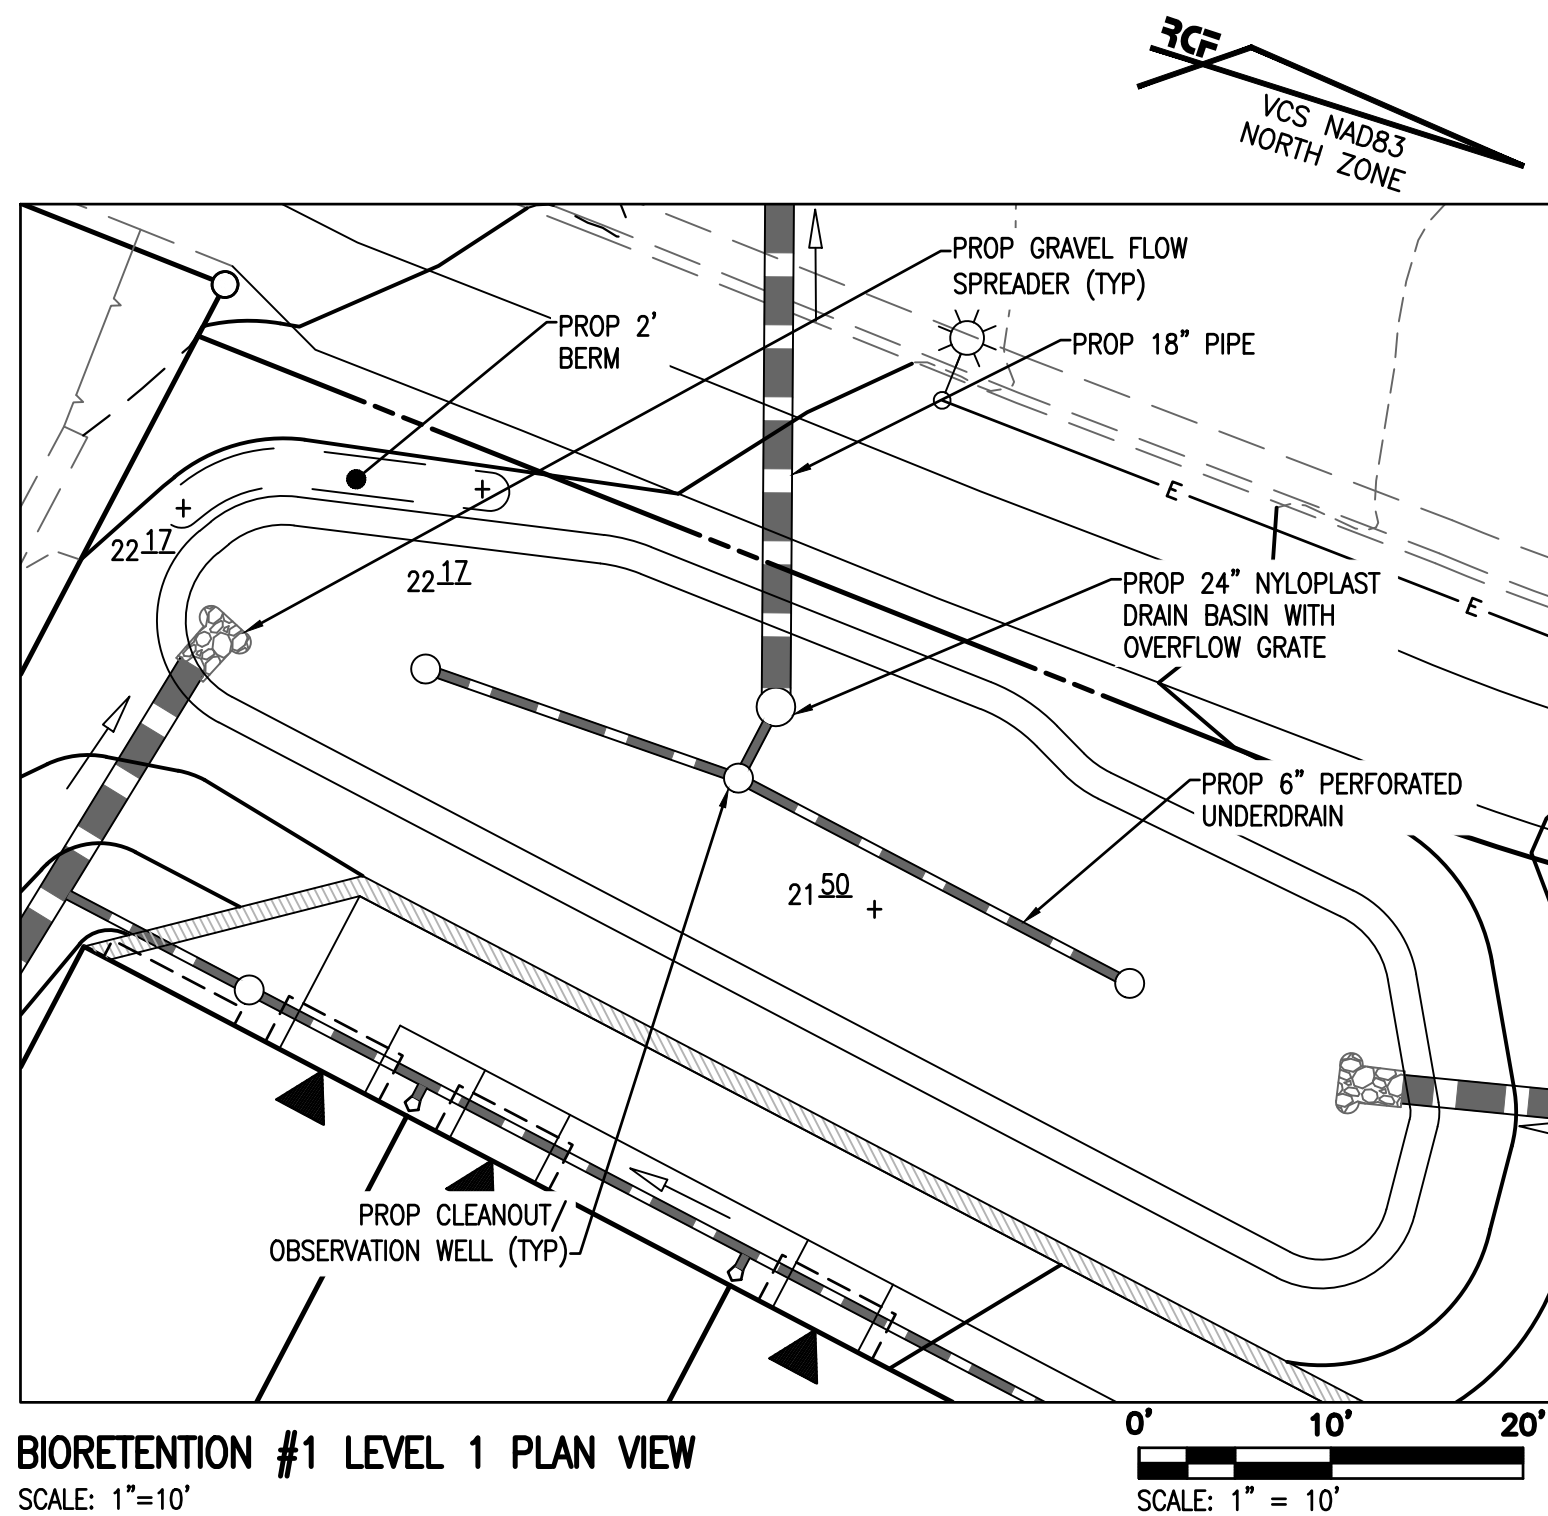 RCF
VCS NAD83
NORTH ZONE
PROP GRAVEL FLOW
SPREADER (TYP)
PROP 2'
BERM
PROP 18" PIPE
E
22 17
22 17
PROP 24" NYLOPLAST
DRAIN BASIN WITH
OVERFLOW GRATE
E
PROP 6" PERFORATED
UNDERDRAIN
21 50
PROP CLEANOUT/
OBSERVATION WELL (TYP)
0' 10' 20'
BIORETENTION #1 LEVEL 1 PLAN VIEW
SCALE: 1"=10'
SCALE: 1" = 10'